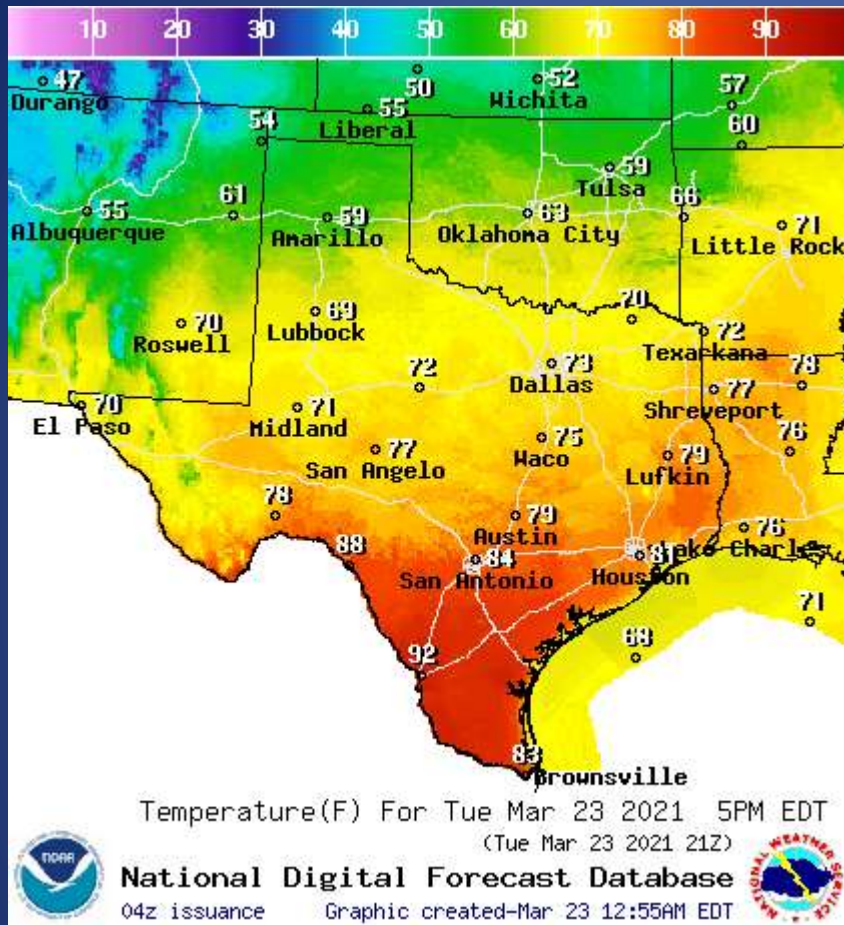 10 20 30 40 50 60 70 80 90
47
Durango
50
52
Wichita
57
55
Liberal
54
60
59
Tulsa
55
Albuquerque
61
59
Amarillo
63
Oklahoma City
66
71
Little Rock
70
Roswell
69
Lubbock
70
72
Texarkana
73
Dallas
72
78
77
Shreveport
70
El Paso
71
Midland
77
San Angelo
75
Waco
79
Lufkin
76
78
79
Austin
76
Lake Charles
88
84
San Antonio
81
Houston
71
68
92
83
Brownsville
Temperature(F) For Tue Mar 23 2021 5PM EDT
(Tue Mar 23 2021 21Z)
NOAA
National Digital Forecast Database
04z issuance Graphic created-Mar 23 12:55AM EDT
NATIONAL WEATHER SERVICE